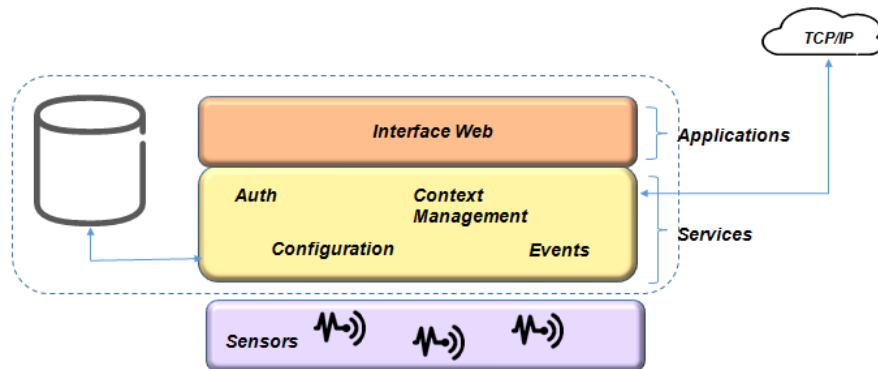 TCP/IP
Interface Web
Applications
Auth
Context
Management
Configuration
Events
Services
Sensors